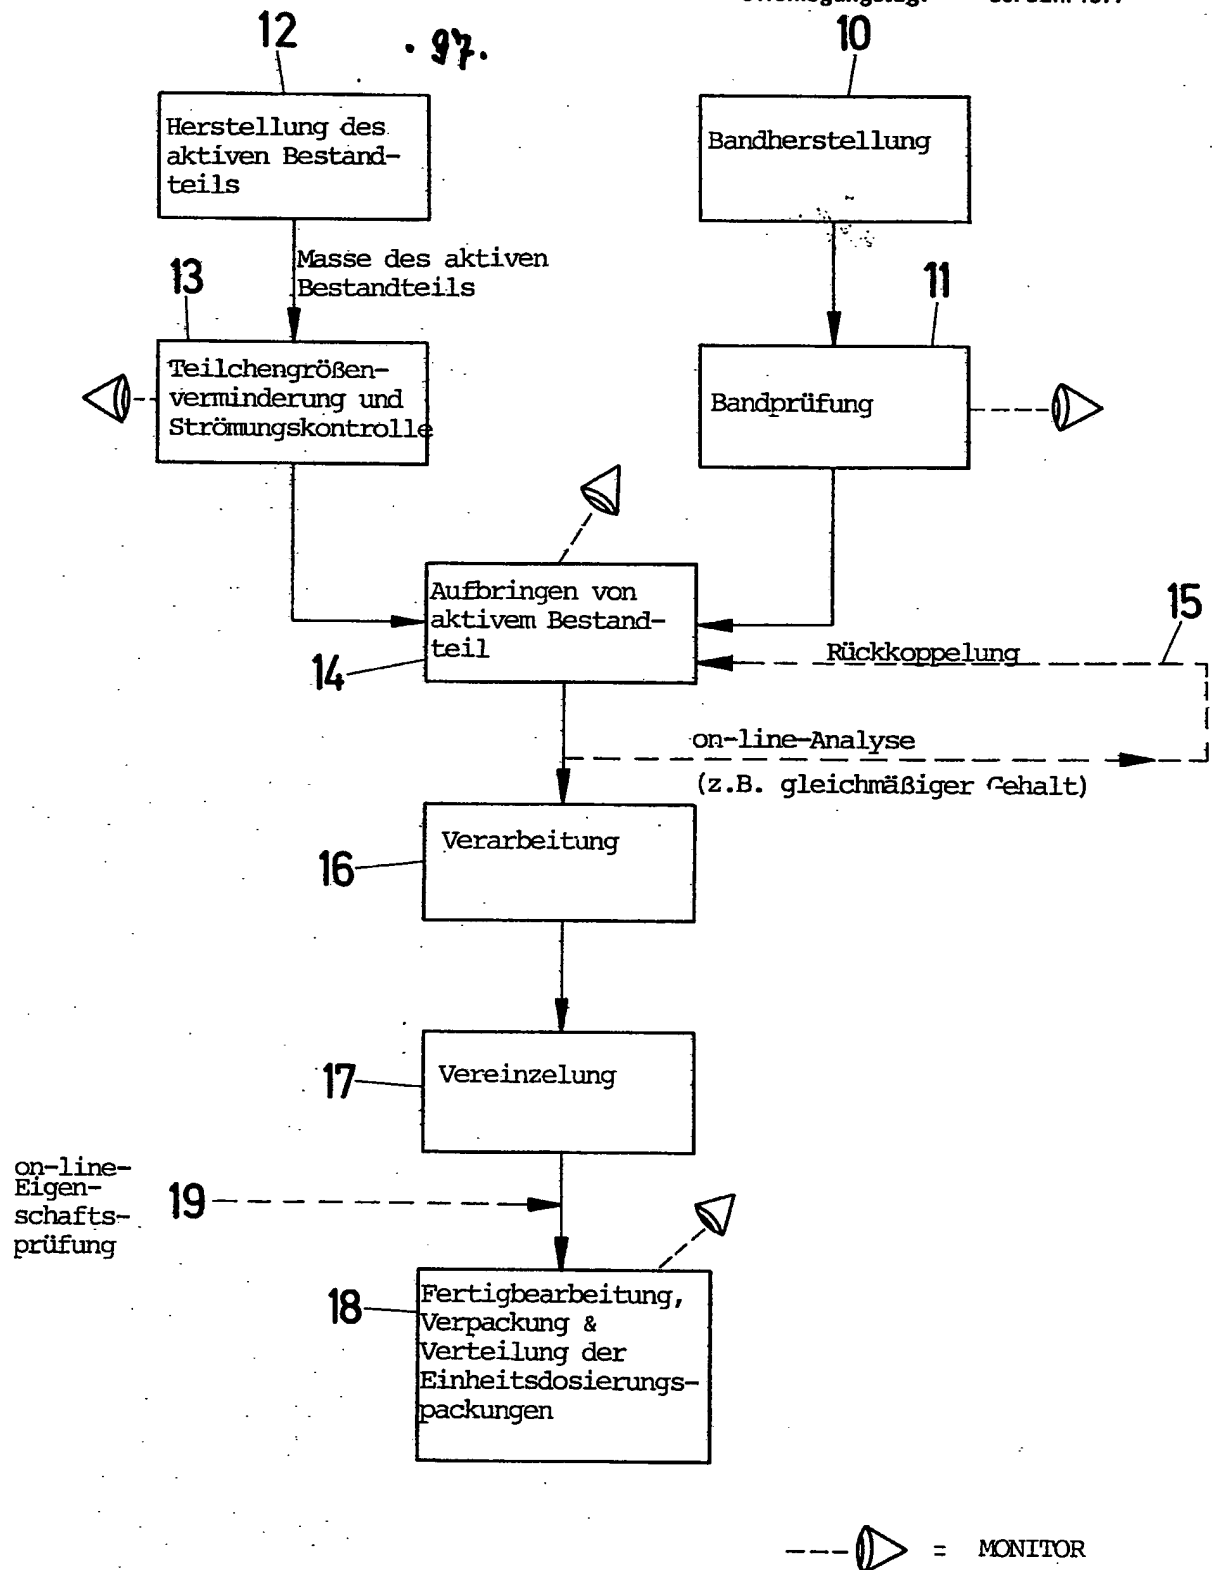 12
· 97.
10
Herstellung des
aktiven Bestand-
teils
Bandherstellung
Masse des aktiven
Bestandteils
13
11
Teilchengrößen-
verminderung und
Strömungskontrolle
Bandprüfung
Aufbringen von
aktivem Bestand-
teil
14
15
Rückkoppelung
on-line-Analyse
(z.B. gleichmäßiger Gehalt)
16
Verarbeitung
17
Vereinzelung
on-line-
Eigen-
schafts-
prüfung
19
18
Fertigbearbeitung,
Verpackung &
Verteilung der
Einheitsdosierungs-
packungen
= MONITOR